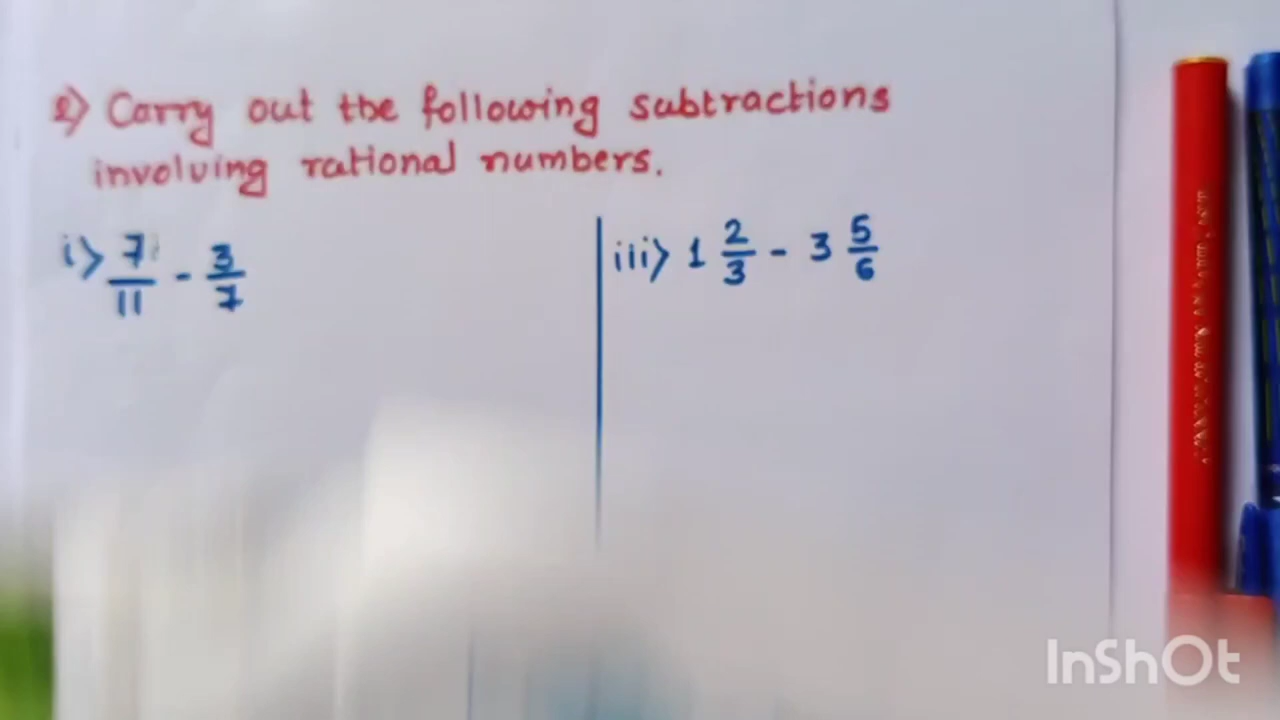 2) Carry out the following subtractions
involving rational numbers.
i) 7/11 - 3/7
iii) 1 2/3 - 3 5/6
InShOt